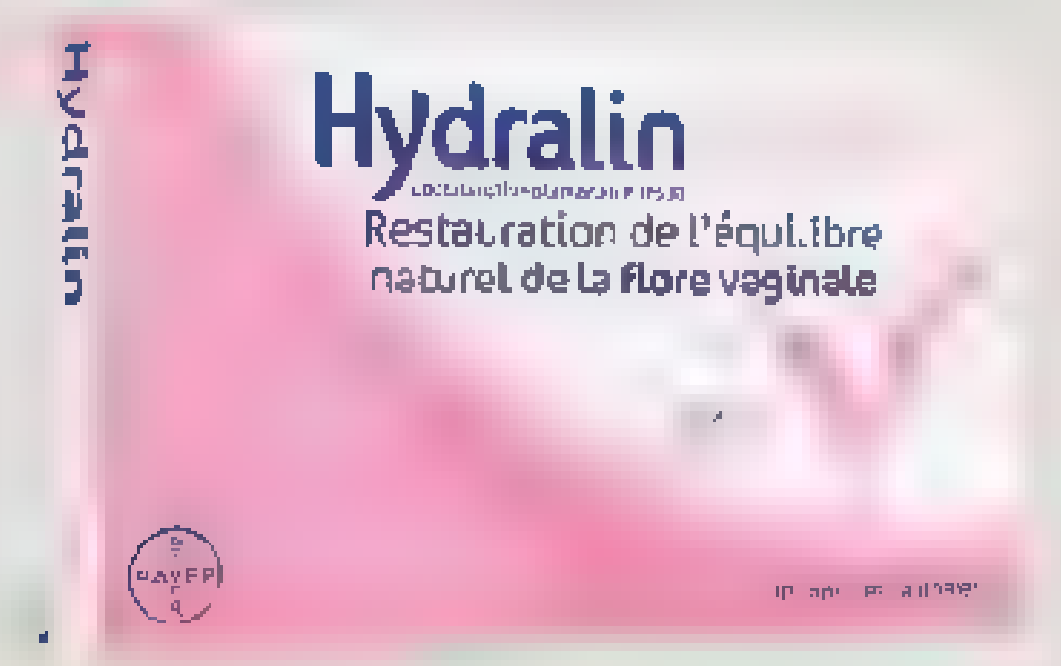 Hydralin
Hydralin
Restauration de l'équilibre
naturel de la flore vaginale
BAYER